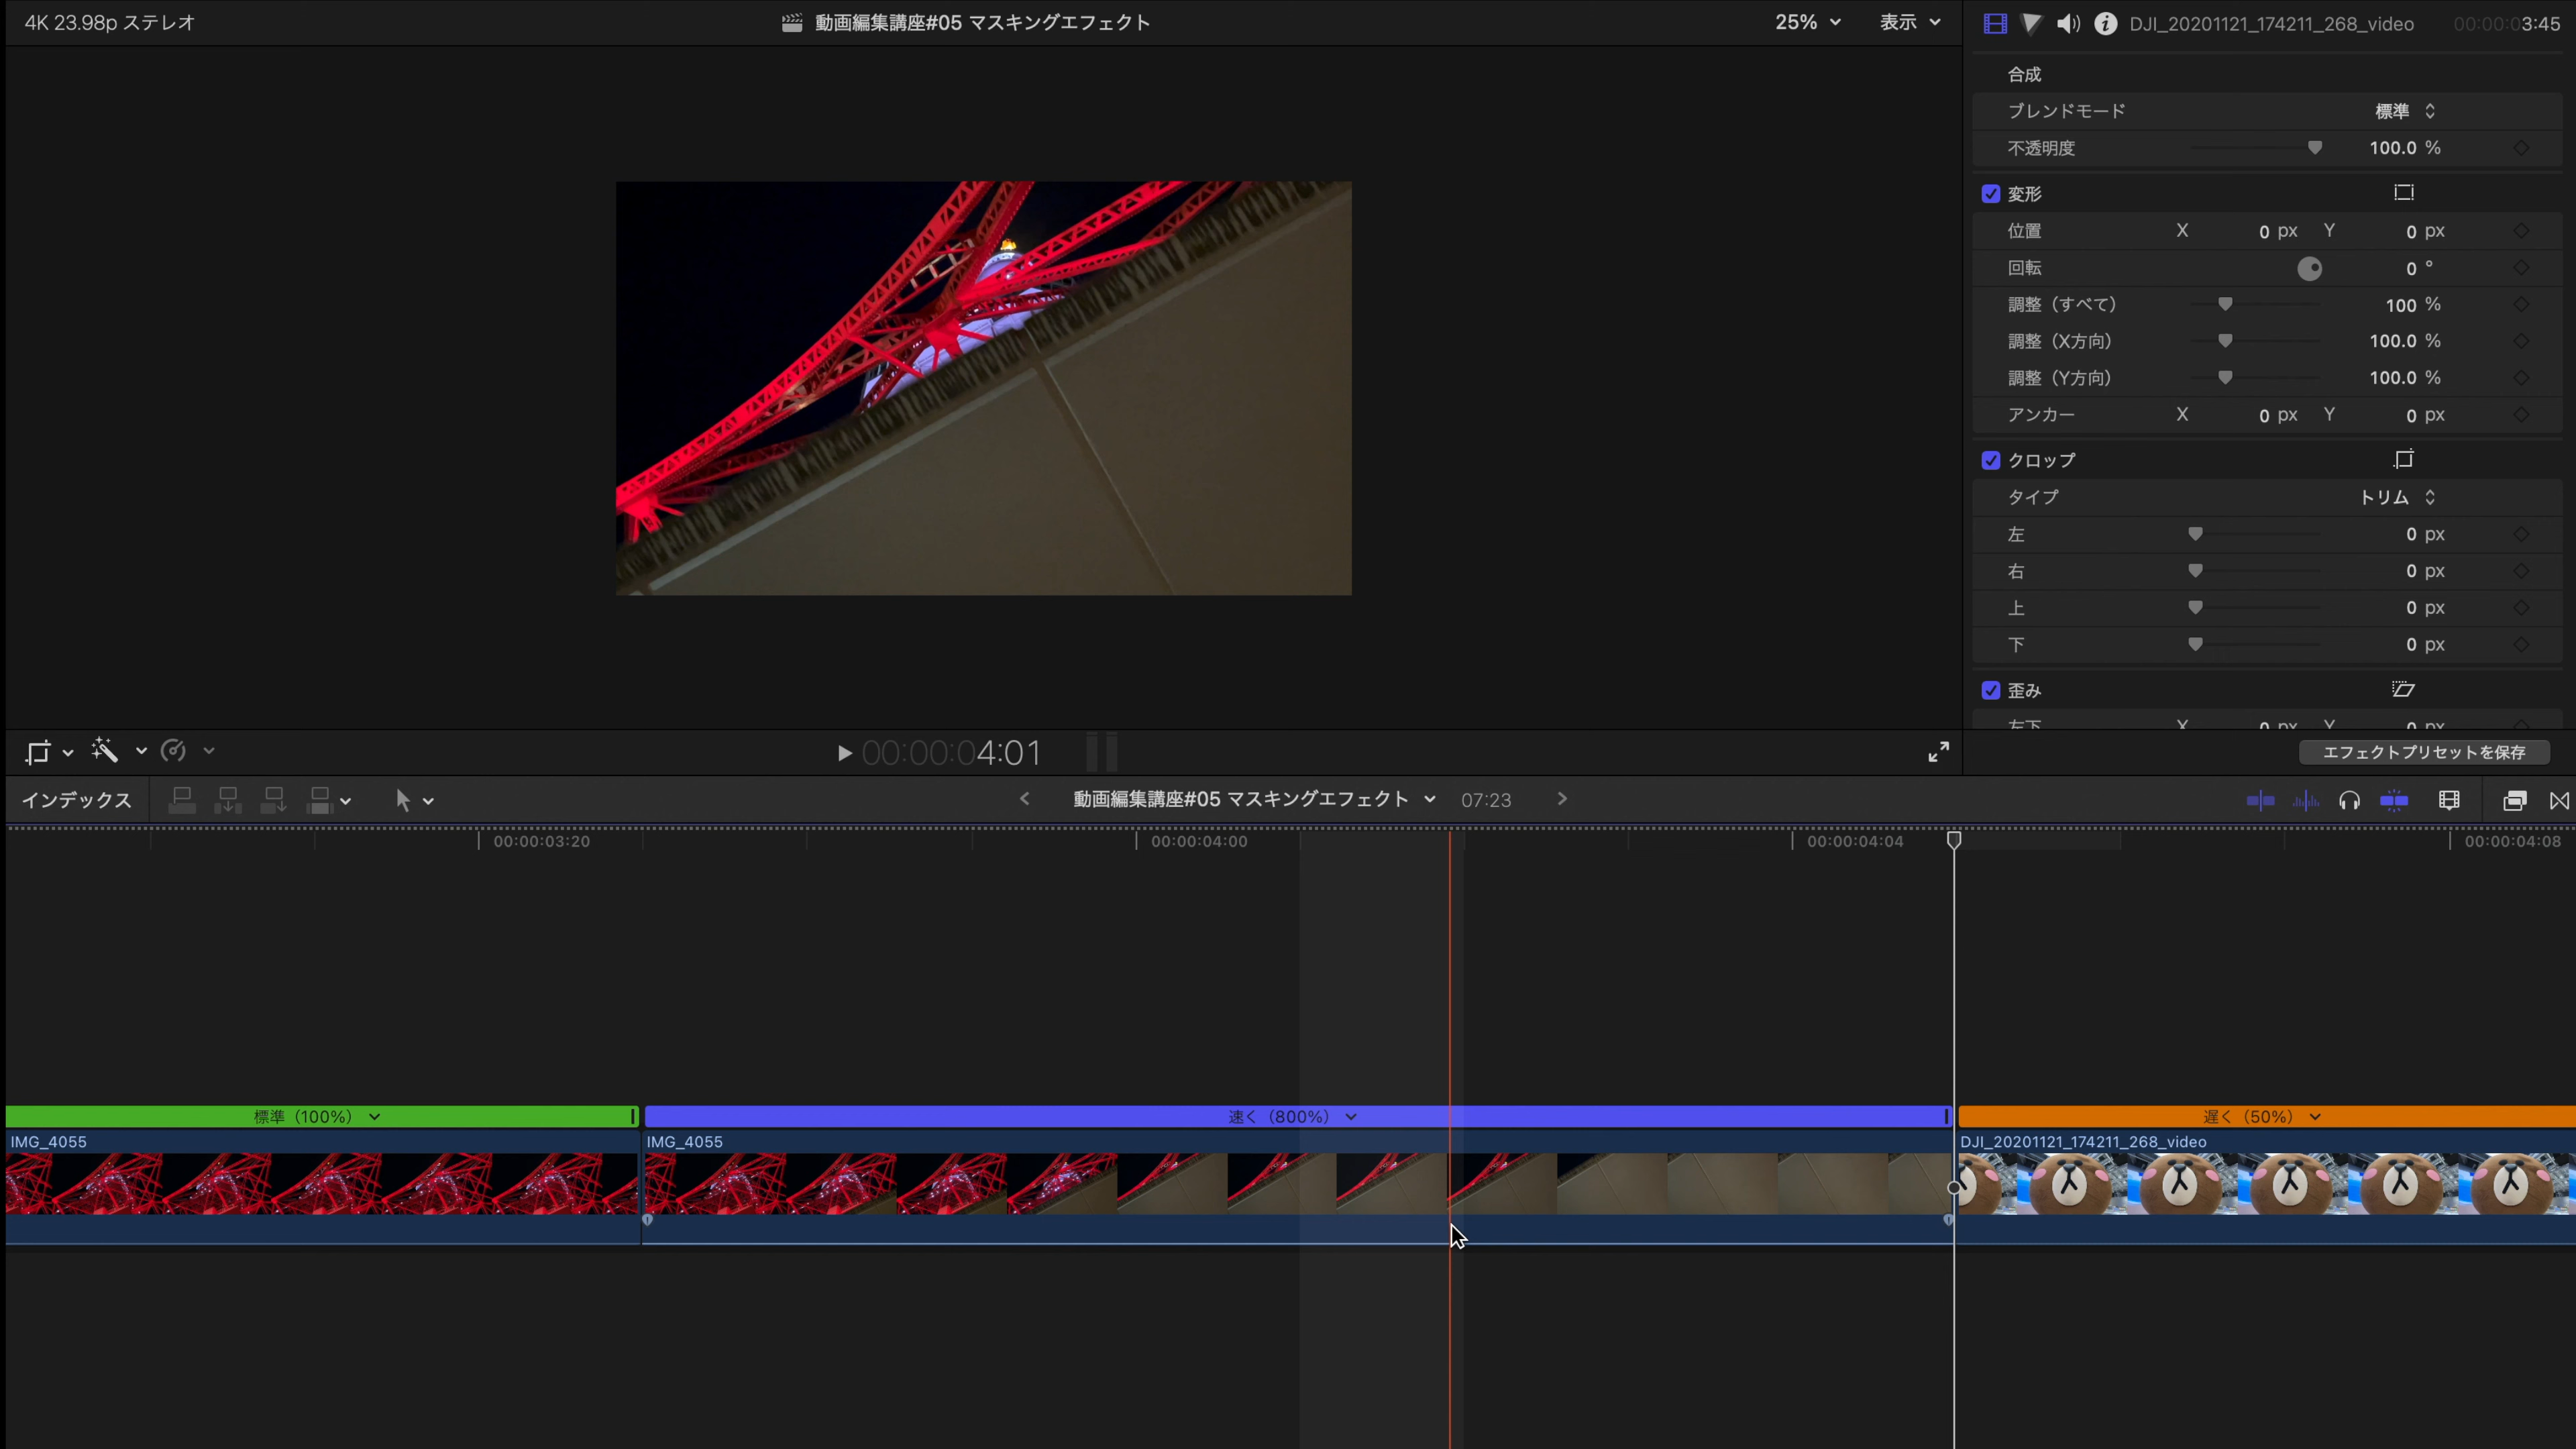 4K 23.98p ステレオ
動画編集講座#05 マスキングエフェクト
25%
表示
DJI_20201121_174211_268_video
00:00:03:45
合成
ブレンドモード
標準
不透明度
100.0 %
変形
位置 X 0 px Y 0 px
回転 0 °
調整（すべて） 100 %
調整（X方向） 100.0 %
調整（Y方向） 100.0 %
アンカー X 0 px Y 0 px
クロップ
タイプ トリム
左 0 px
右 0 px
上 0 px
下 0 px
歪み
左下 X 0 px Y 0 px
00:00:04:01
エフェクトプリセットを保存
インデックス
動画編集講座#05 マスキングエフェクト
07:23
00:00:03:20
00:00:04:00
00:00:04:04
00:00:04:08
標準（100%）
速く（800%）
遅く（50%）
IMG_4055
IMG_4055
DJI_20201121_174211_268_video